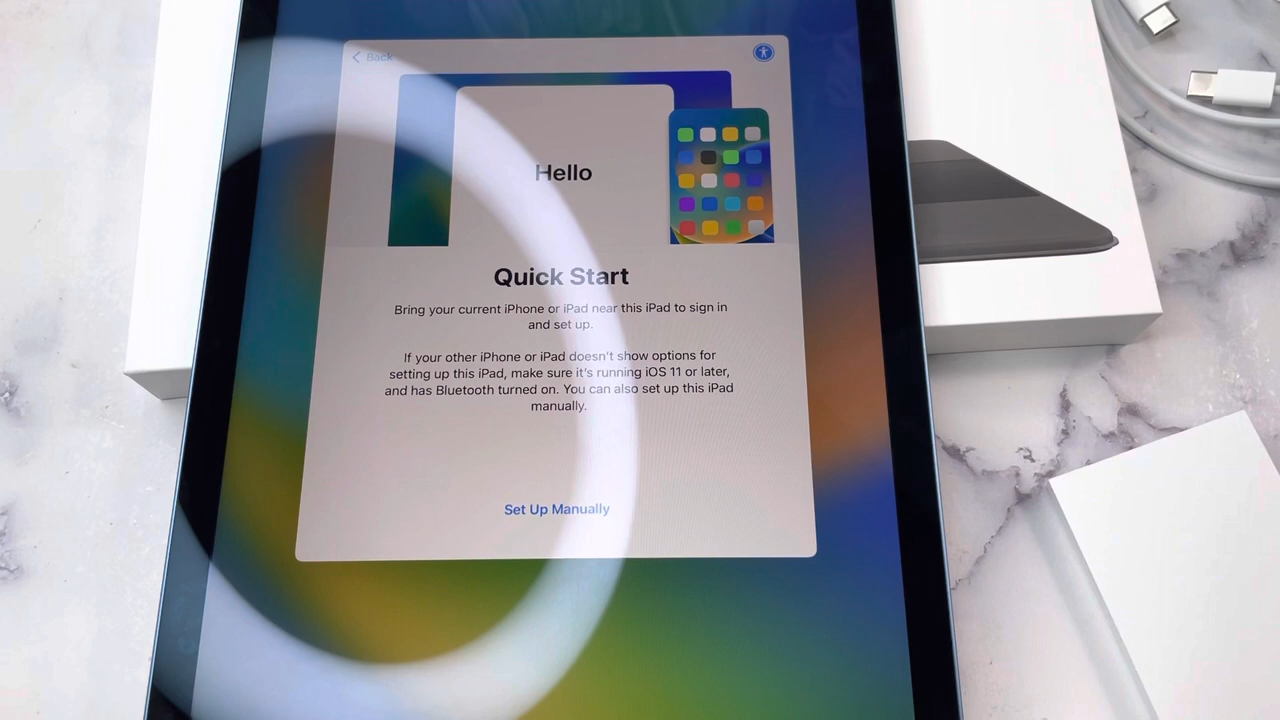 Back
Hello
Quick Start
Bring your current iPhone or iPad near this iPad to sign in
and set up.
If your other iPhone or iPad doesn't show options for
setting up this iPad, make sure it's running iOS 11 or later,
and has Bluetooth turned on. You can also set up this iPad
manually.
Set Up Manually